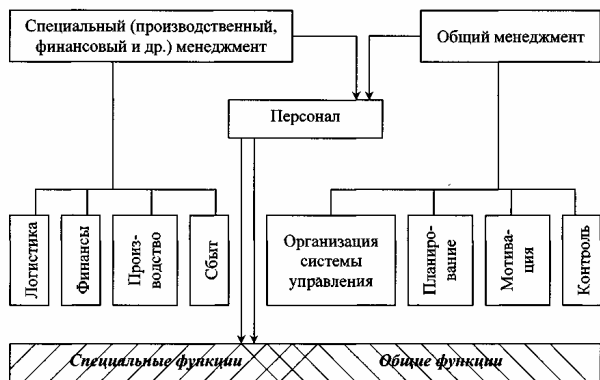 Специальный (производственный,
финансовый и др.) менеджмент
Общий менеджмент
Персонал
Логистика
Финансы
Произ-
водство
Сбыт
Организация
системы
управления
Планиро-
вание
Мотива-
ция
Контроль
Специальные функции
Общие функции